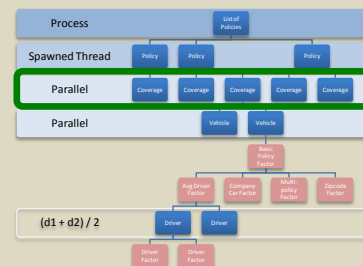 Process
List of
Policies
Spawned Thread
Policy
Policy
Policy
Parallel
Coverage
Coverage
Coverage
Coverage
Coverage
Parallel
Vehicle
Vehicle
Basic
Policy
Factor
Avg Driver
Factor
Company
Car Factor
Multi-
policy
Factor
Zipcode
Factor
(d1 + d2) / 2
Driver
Driver
Driver
Factor
Driver
Factor